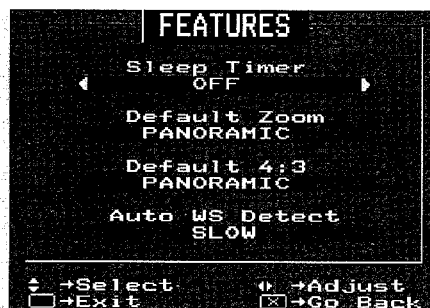 FEATURES
Sleep Timer
OFF
Default Zoom
PANORAMIC
Default 4:3
PANORAMIC
Auto WS Detect
SLOW
→Select →Adjust
→Exit →Go Back